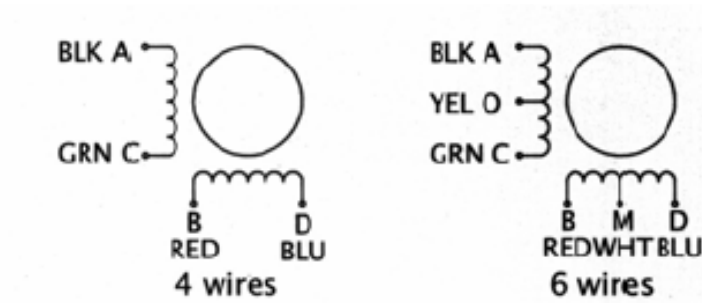 BLK A
GRN C
B D
RED BLU
4 wires
BLK A
YEL O
GRN C
B M D
RED WHT BLU
6 wires